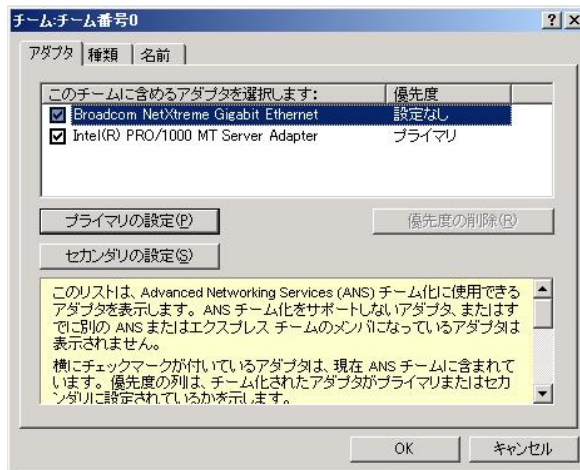 チーム:チーム番号0
アダプタ 種類 名前
このチームに含めるアダプタを選択します: 優先度
Broadcom NetXtreme Gigabit Ethernet 設定なし
Intel(R) PRO/1000 MT Server Adapter プライマリ
プライマリの設定(P) 優先度の削除(R)
セカンダリの設定(S)
このリストは、Advanced Networking Services (ANS) チーム化に使用できる
アダプタを表示します。ANS チーム化をサポートしないアダプタ、またはす
でに別の ANS またはエクスプレス チームのメンバになっているアダプタは
表示されません。
横にチェックマークが付いているアダプタは、現在 ANS チームに含まれて
います。優先度の列は、チーム化されたアダプタがプライマリまたはセカ
ンダリに設定されているかを示します。
OK キャンセル